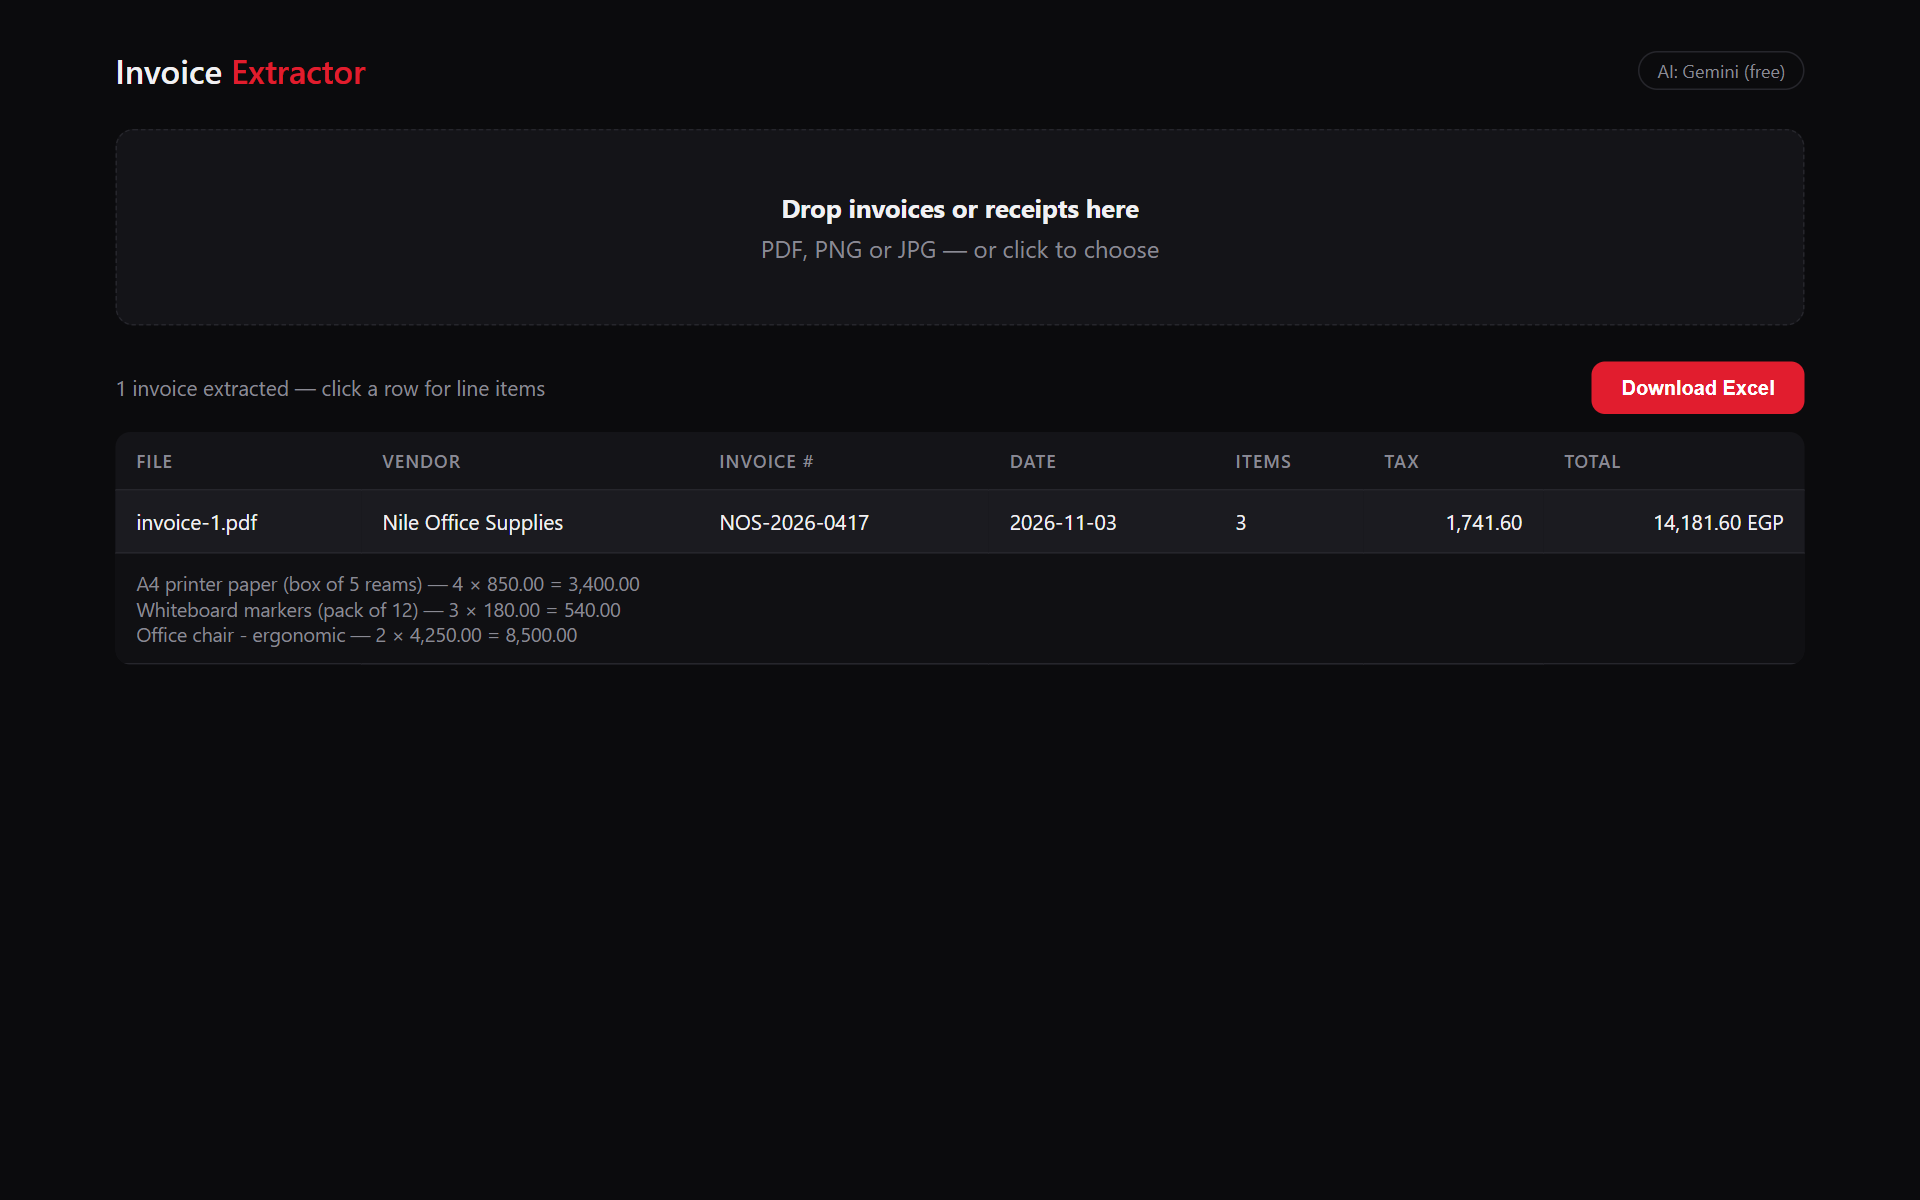 Invoice Extractor
AI: Gemini (free)
Drop invoices or receipts here
PDF, PNG or JPG — or click to choose
1 invoice extracted — click a row for line items
Download Excel
FILE VENDOR INVOICE # DATE ITEMS TAX TOTAL
invoice-1.pdf Nile Office Supplies NOS-2026-0417 2026-11-03 3 1,741.60 14,181.60 EGP
A4 printer paper (box of 5 reams) — 4 × 850.00 = 3,400.00
Whiteboard markers (pack of 12) — 3 × 180.00 = 540.00
Office chair - ergonomic — 2 × 4,250.00 = 8,500.00